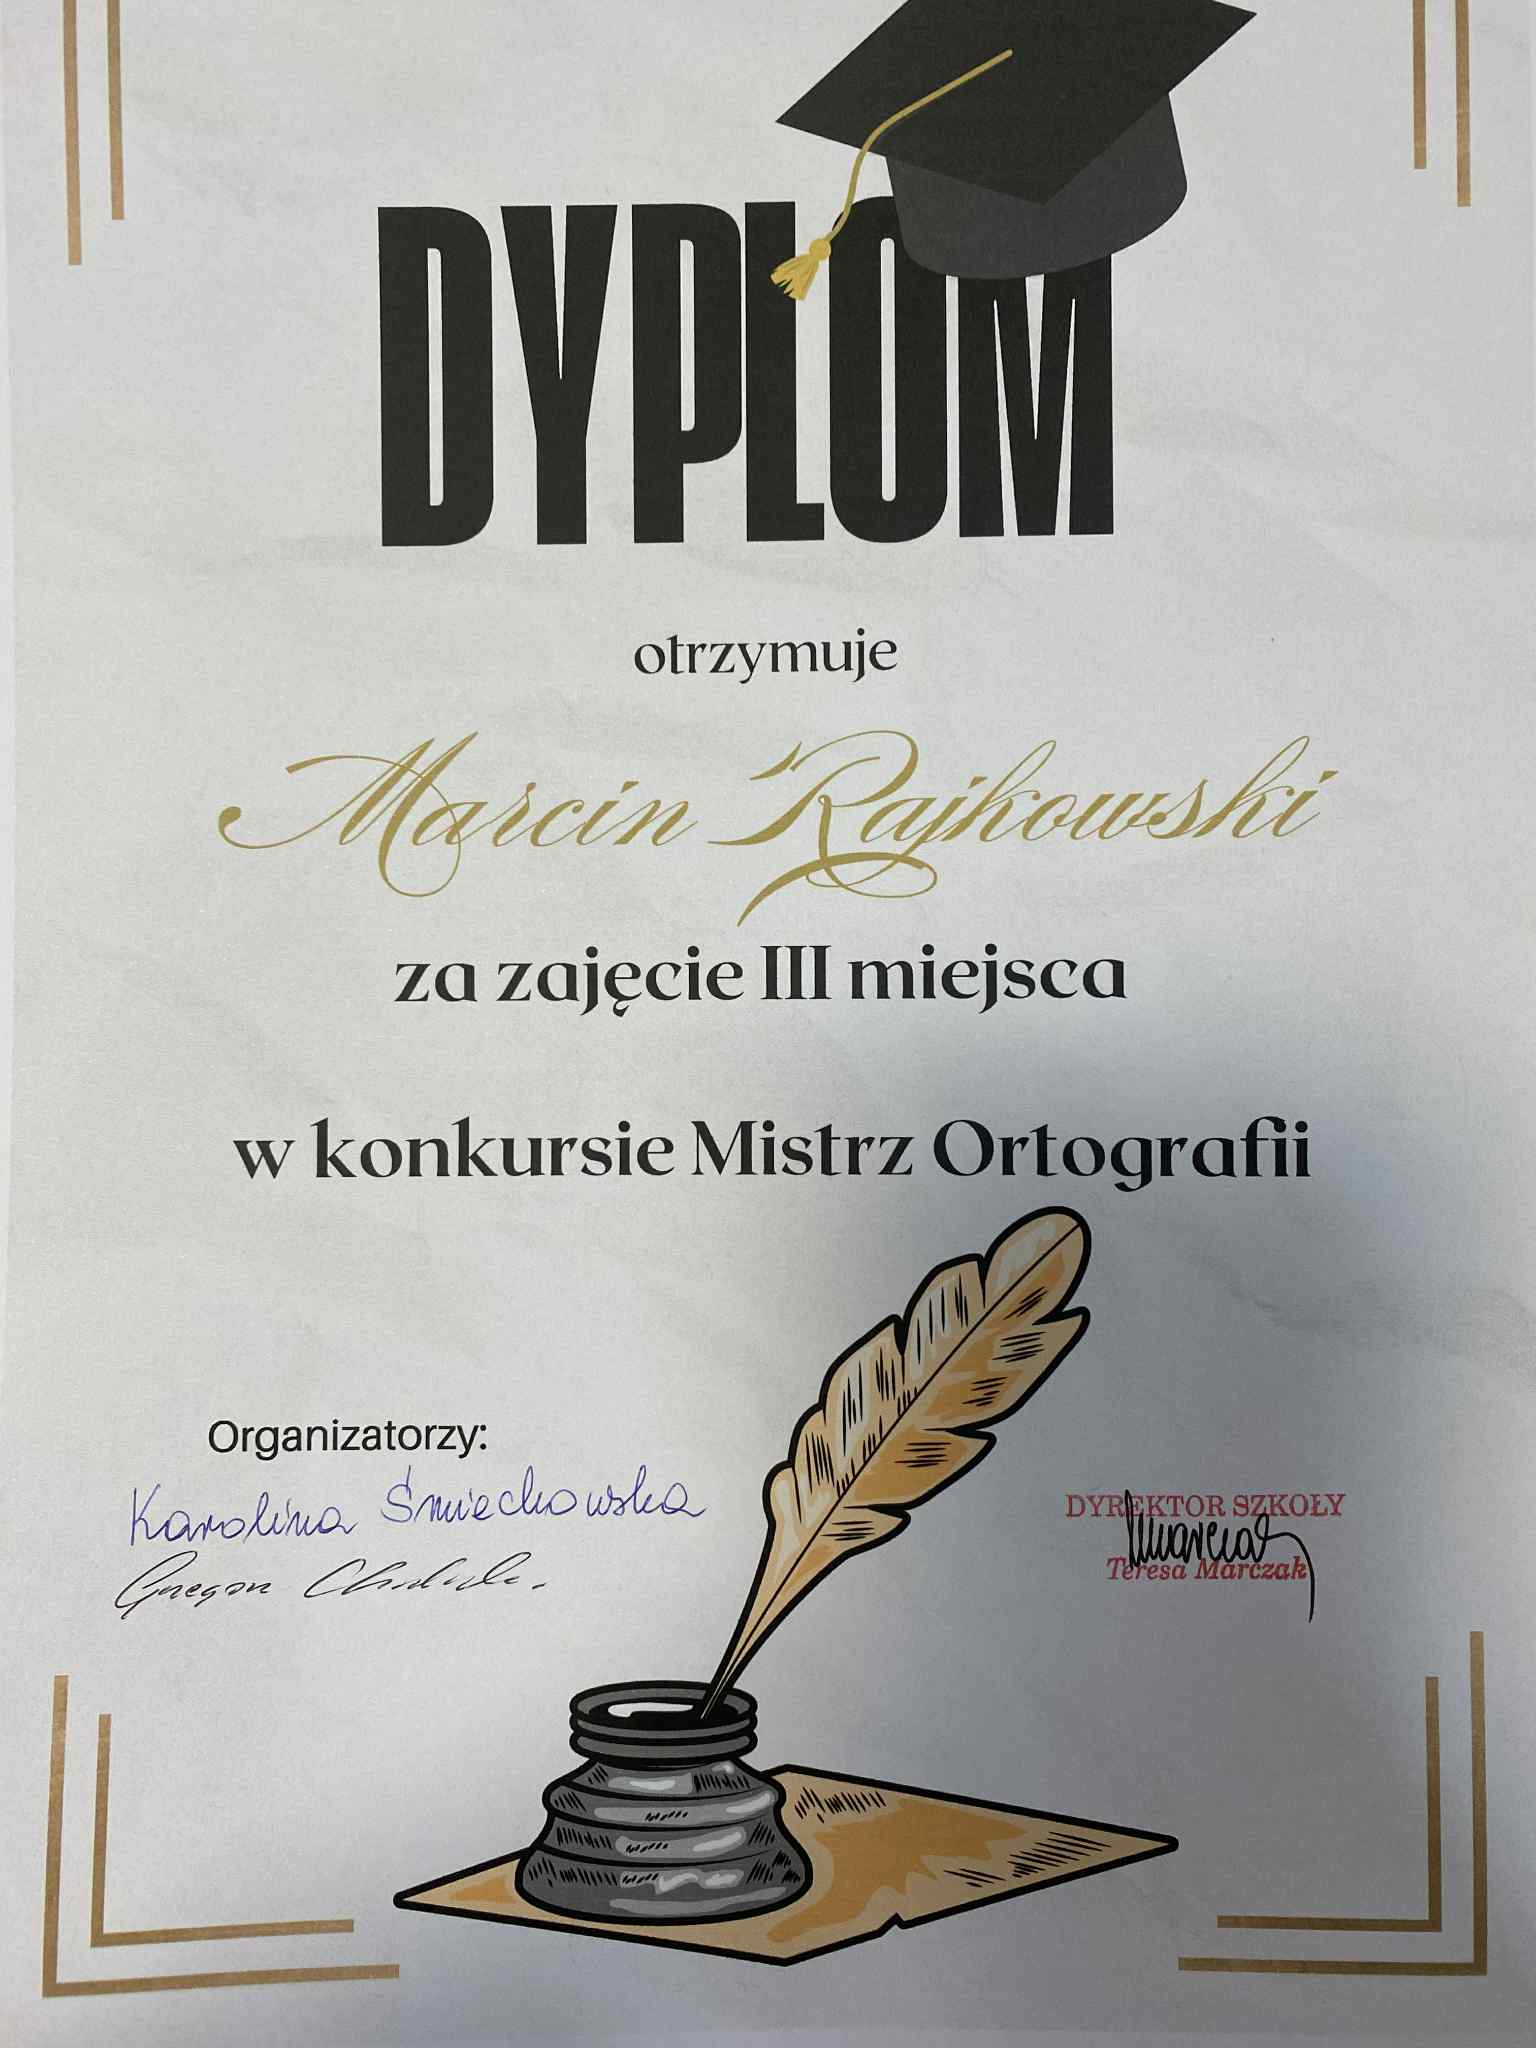 DYPLOM
otrzymuje
Marcin Rajkowski
za zajęcie III miejsca
w konkursie Mistrz Ortografii
Organizatorzy:
Karolina Śmiechowska
DYREKTOR SZKOŁY
Teresa Marczak